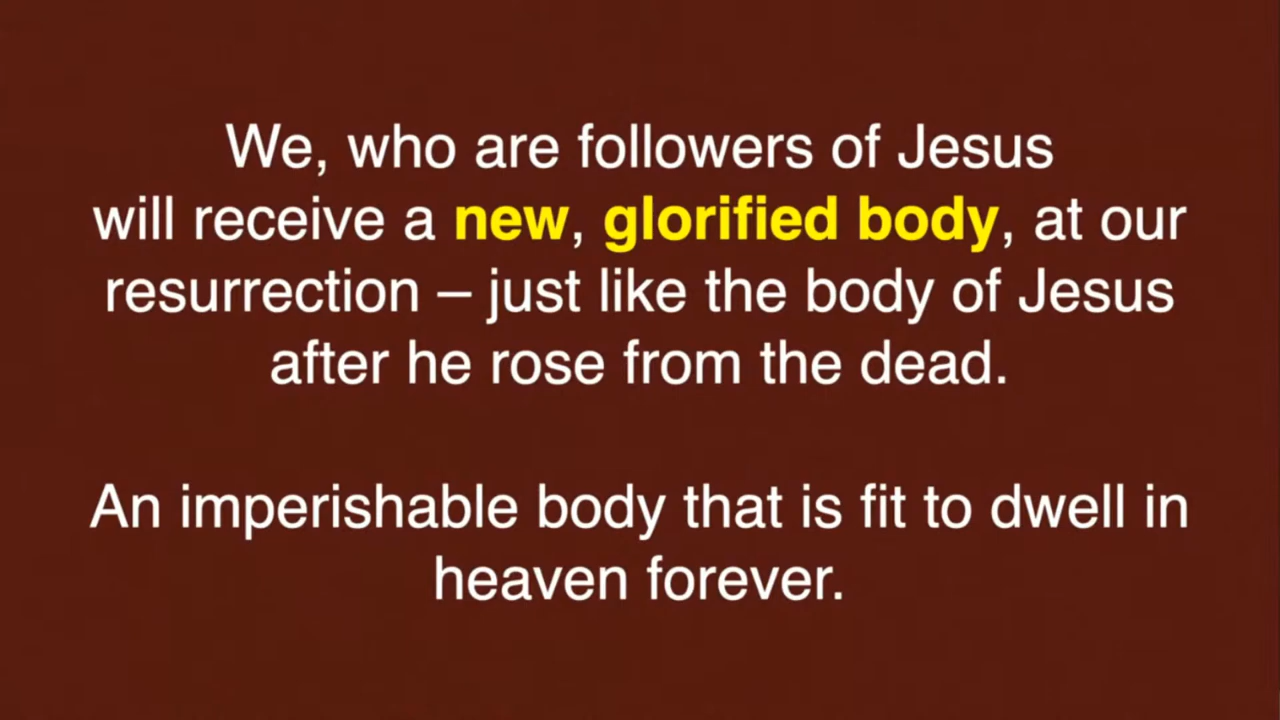 We, who are followers of Jesus
will receive a new, glorified body, at our
resurrection – just like the body of Jesus
after he rose from the dead.
An imperishable body that is fit to dwell in
heaven forever.